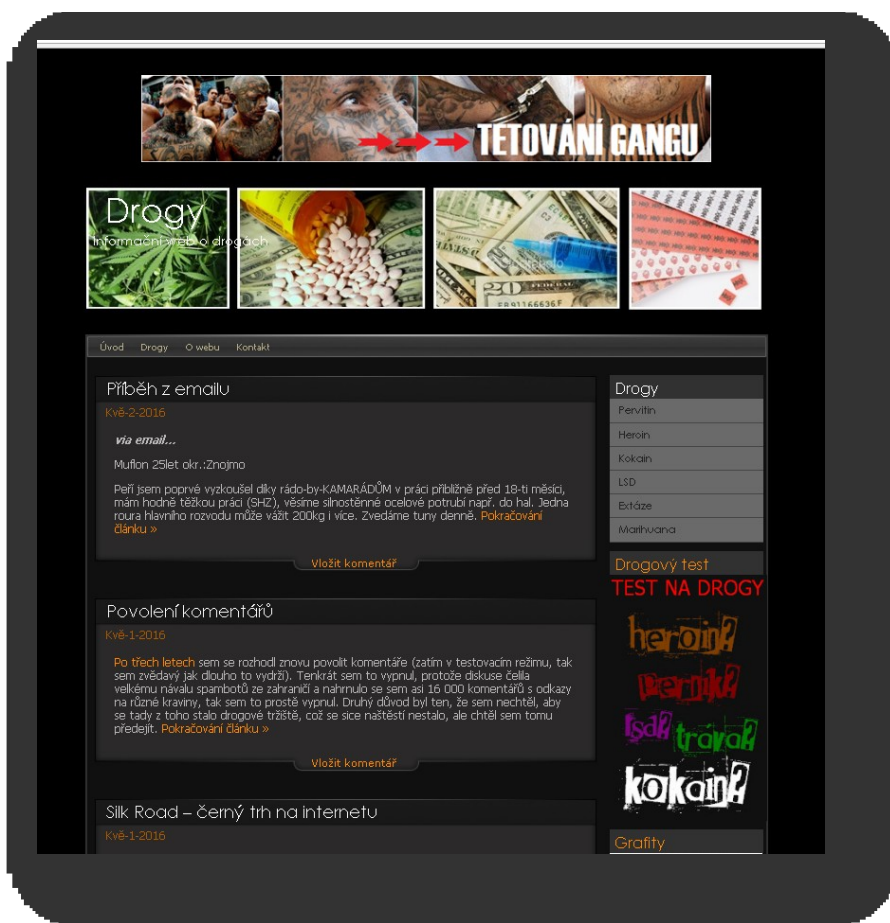 TETOVÁNÍ GANGU
Drogy
Informační web o drogách
20
FEDERAL
EB91166636F
Úvod Drogy O webu Kontakt
Příběh z emailu
Kvě-2-2016
via email...
Muflon 25let okr.:Znojmo
Peří jsem poprvé vyzkoušel díky rádo-by-KAMARÁDŮM v práci přibližně před 18-ti měsíci,
mám hodně těžkou práci (SHZ), věsíme silnostěnné ocelové potrubí např. do hal. Jedna
roura hlavního rozvodu může vážit 200kg i více. Zvedáme tuny denně. Pokračování
článku »
Vložit komentář
Povolení komentářů
Kvě-1-2016
Po třech letech sem se rozhodl znovu povolit komentáře (zatím v testovacím režimu, tak
sem zvědavý jak dlouho to vydrží). Tenkrát sem to vypnul, protože diskuse čelila
velkému návalu spambotů ze zahraničí a nahrnulo se sem asi 16 000 komentářů s odkazy
na různé kraviny, tak sem to prostě vypnul. Druhý důvod byl ten, že sem nechtěl, aby
se tady z toho stalo drogové tržiště, což se sice naštěstí nestalo, ale chtěl sem tomu
předejít. Pokračování článku »
Vložit komentář
Silk Road – černý trh na internetu
Kvě-1-2016
Drogy
Pervitin
Heroin
Kokain
LSD
Extáze
Marihuana
Drogový test
TEST NA DROGY
heroin?
perník?
lsd?
tráva?
kokain?
Grafity